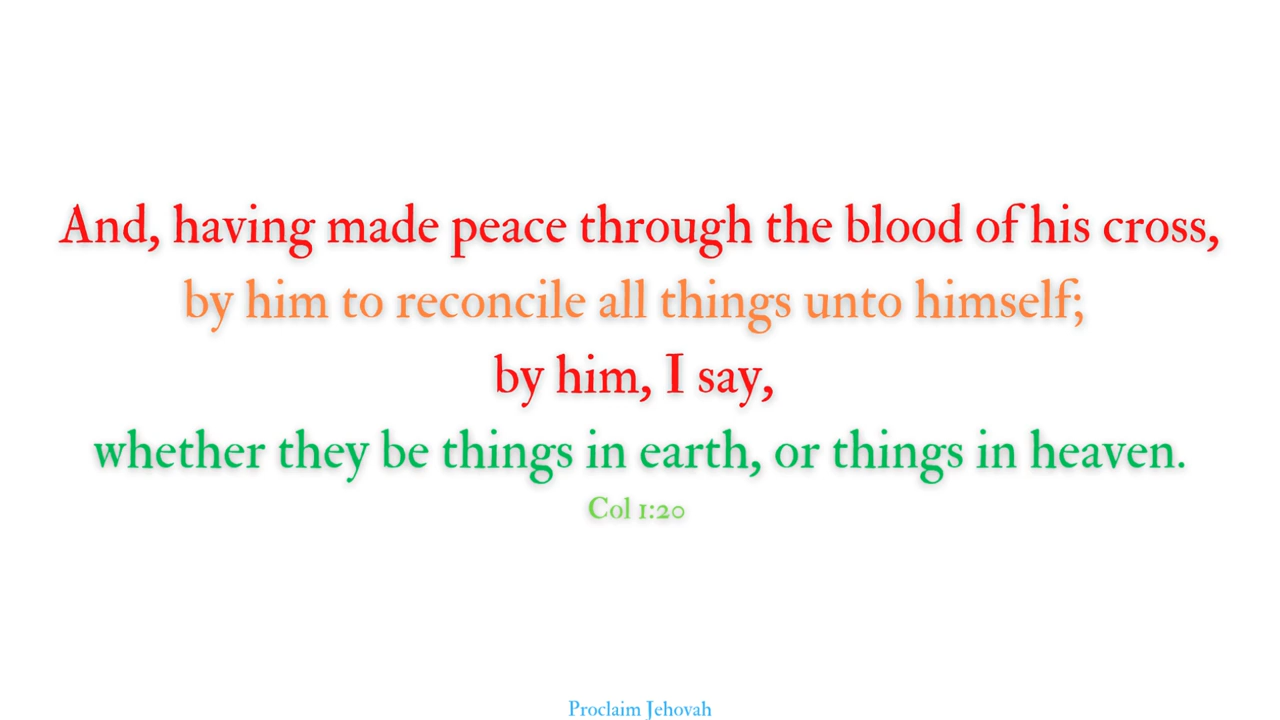 And, having made peace through the blood of his cross,
by him to reconcile all things unto himself;
by him, I say,
whether they be things in earth, or things in heaven.
Col 1:20
Proclaim Jehovah